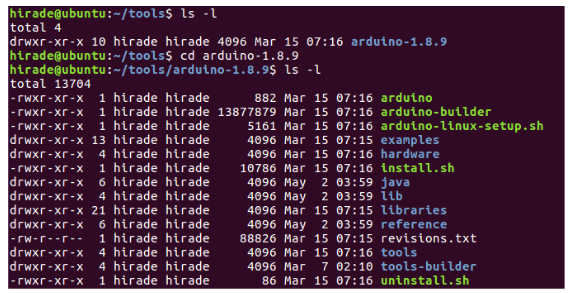 hirade@ubuntu:~/tools$ ls -l
total 4
drwxr-xr-x 10 hirade hirade 4096 Mar 15 07:16 arduino-1.8.9
hirade@ubuntu:~/tools$ cd arduino-1.8.9
hirade@ubuntu:~/tools/arduino-1.8.9$ ls -l
total 13704
-rwxr-xr-x  1 hirade hirade      882 Mar 15 07:16 arduino
-rwxr-xr-x  1 hirade hirade 13877879 Mar 15 07:16 arduino-builder
-rwxr-xr-x  1 hirade hirade     5161 Mar 15 07:16 arduino-linux-setup.sh
drwxr-xr-x 13 hirade hirade     4096 Mar 15 07:15 examples
drwxr-xr-x  4 hirade hirade     4096 Mar 15 07:16 hardware
-rwxr-xr-x  1 hirade hirade    10786 Mar 15 07:16 install.sh
drwxr-xr-x  6 hirade hirade     4096 May  2 03:59 java
drwxr-xr-x  4 hirade hirade     4096 May  2 03:59 lib
drwxr-xr-x 21 hirade hirade     4096 Mar 15 07:15 libraries
drwxr-xr-x  6 hirade hirade     4096 May  2 03:59 reference
-rw-r--r--  1 hirade hirade    88826 Mar 15 07:15 revisions.txt
drwxr-xr-x  4 hirade hirade     4096 Mar 15 07:16 tools
drwxr-xr-x  4 hirade hirade     4096 Mar  7 02:10 tools-builder
-rwxr-xr-x  1 hirade hirade       86 Mar 15 07:16 uninstall.sh